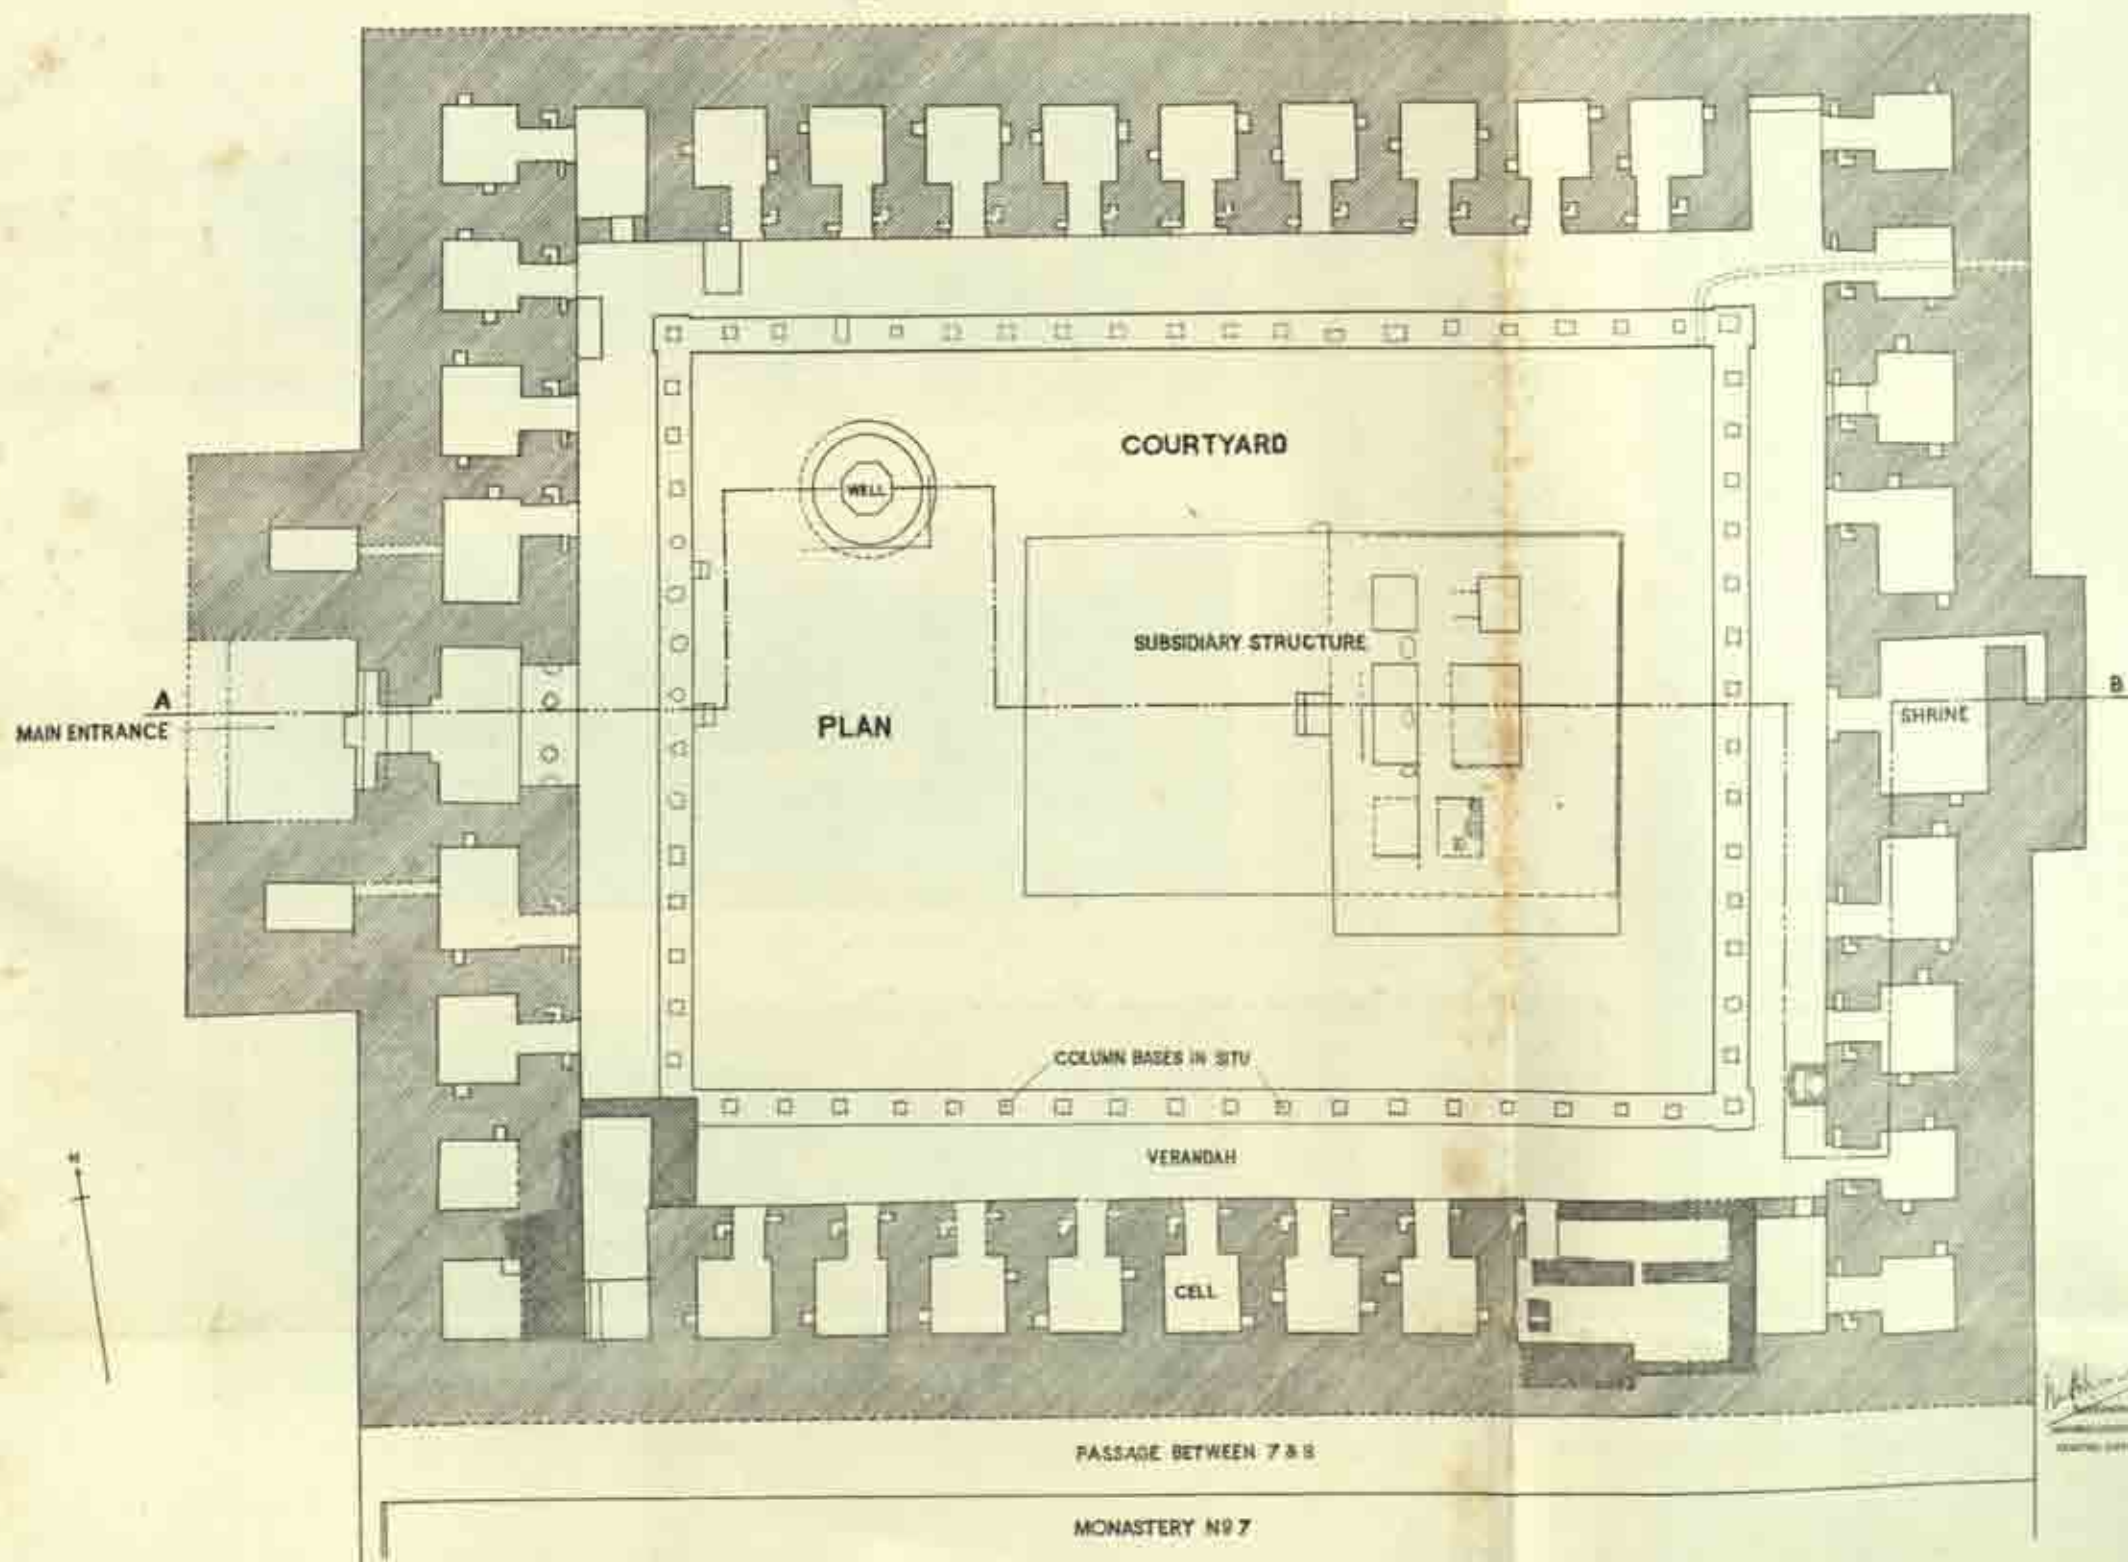 COURTYARD
WELL
SUBSIDIARY STRUCTURE
A
B
MAIN ENTRANCE
PLAN
SHRINE
COLUMN BASES IN SITU
VERANDAH
N
CELL
PASSAGE BETWEEN 7 & 8
MONASTERY Nº 7